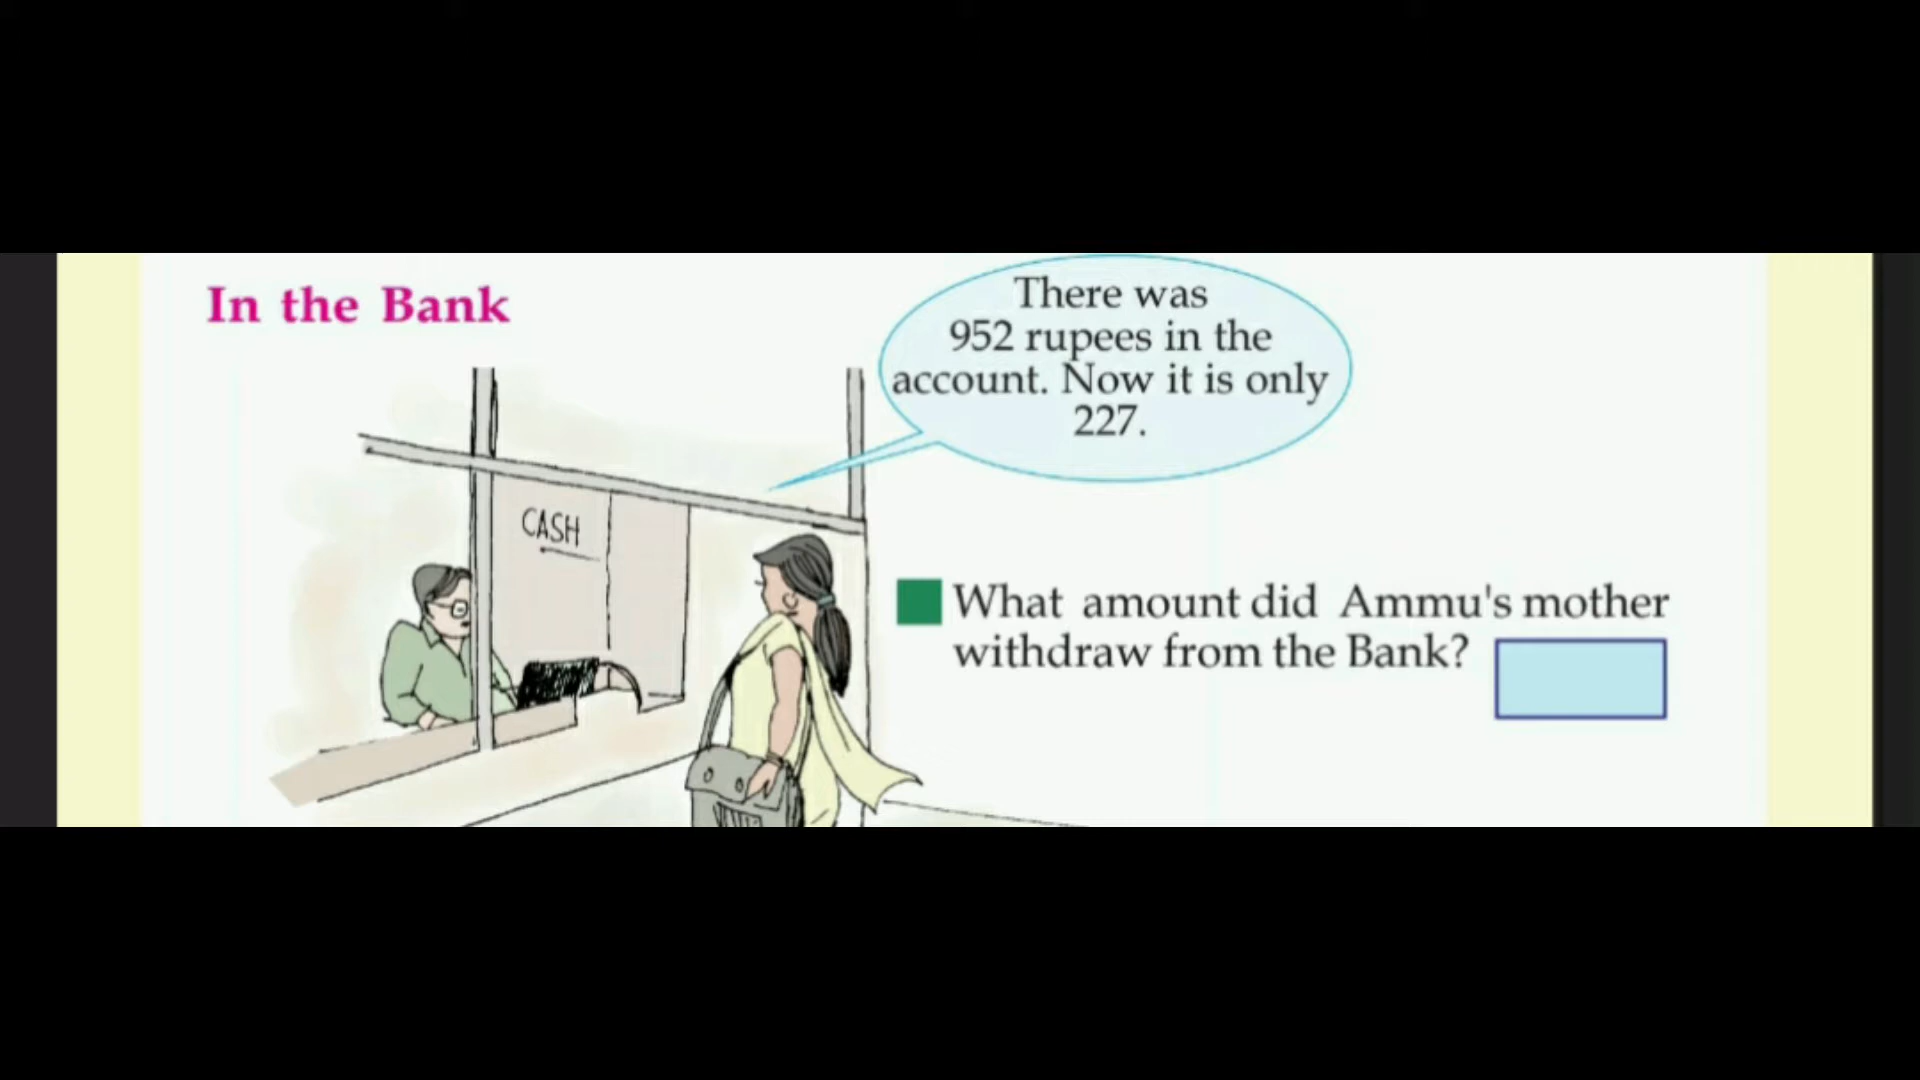 In the Bank
There was
952 rupees in the
account. Now it is only
227.
CASH
What amount did Ammu's mother
withdraw from the Bank?